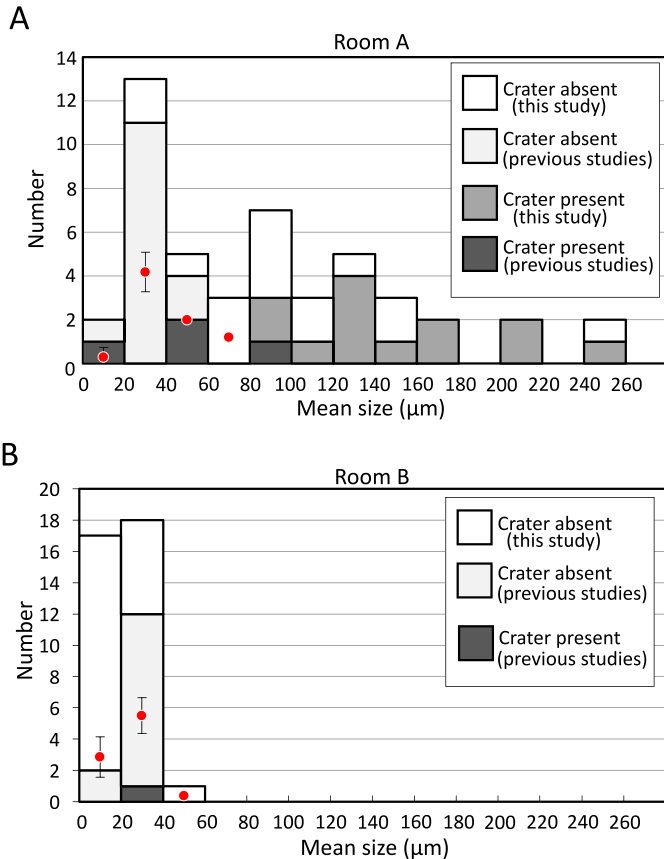 A
Room A
14
12
10
8
6
4
2
0
Number
0 20 40 60 80 100 120 140 160 180 200 220 240 260
Mean size (μm)
Crater absent
(this study)
Crater absent
(previous studies)
Crater present
(this study)
Crater present
(previous studies)
B
Room B
20
18
16
14
12
10
8
6
4
2
0
Number
0 20 40 60 80 100 120 140 160 180 200 220 240 260
Mean size (μm)
Crater absent
(this study)
Crater absent
(previous studies)
Crater present
(previous studies)